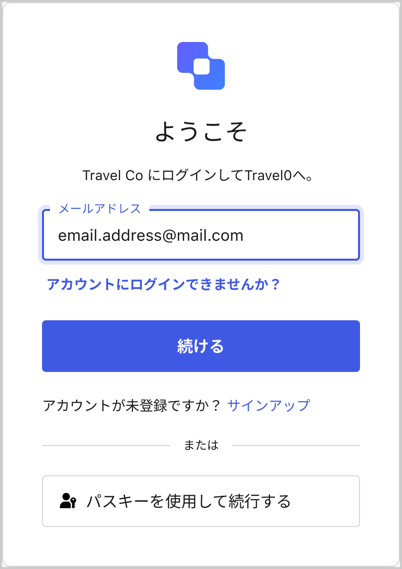 ようこそ
Travel Co にログインしてTravel0へ。
メールアドレス
email.address@mail.com
アカウントにログインできませんか？
続ける
アカウントが未登録ですか？ サインアップ
または
パスキーを使用して続行する